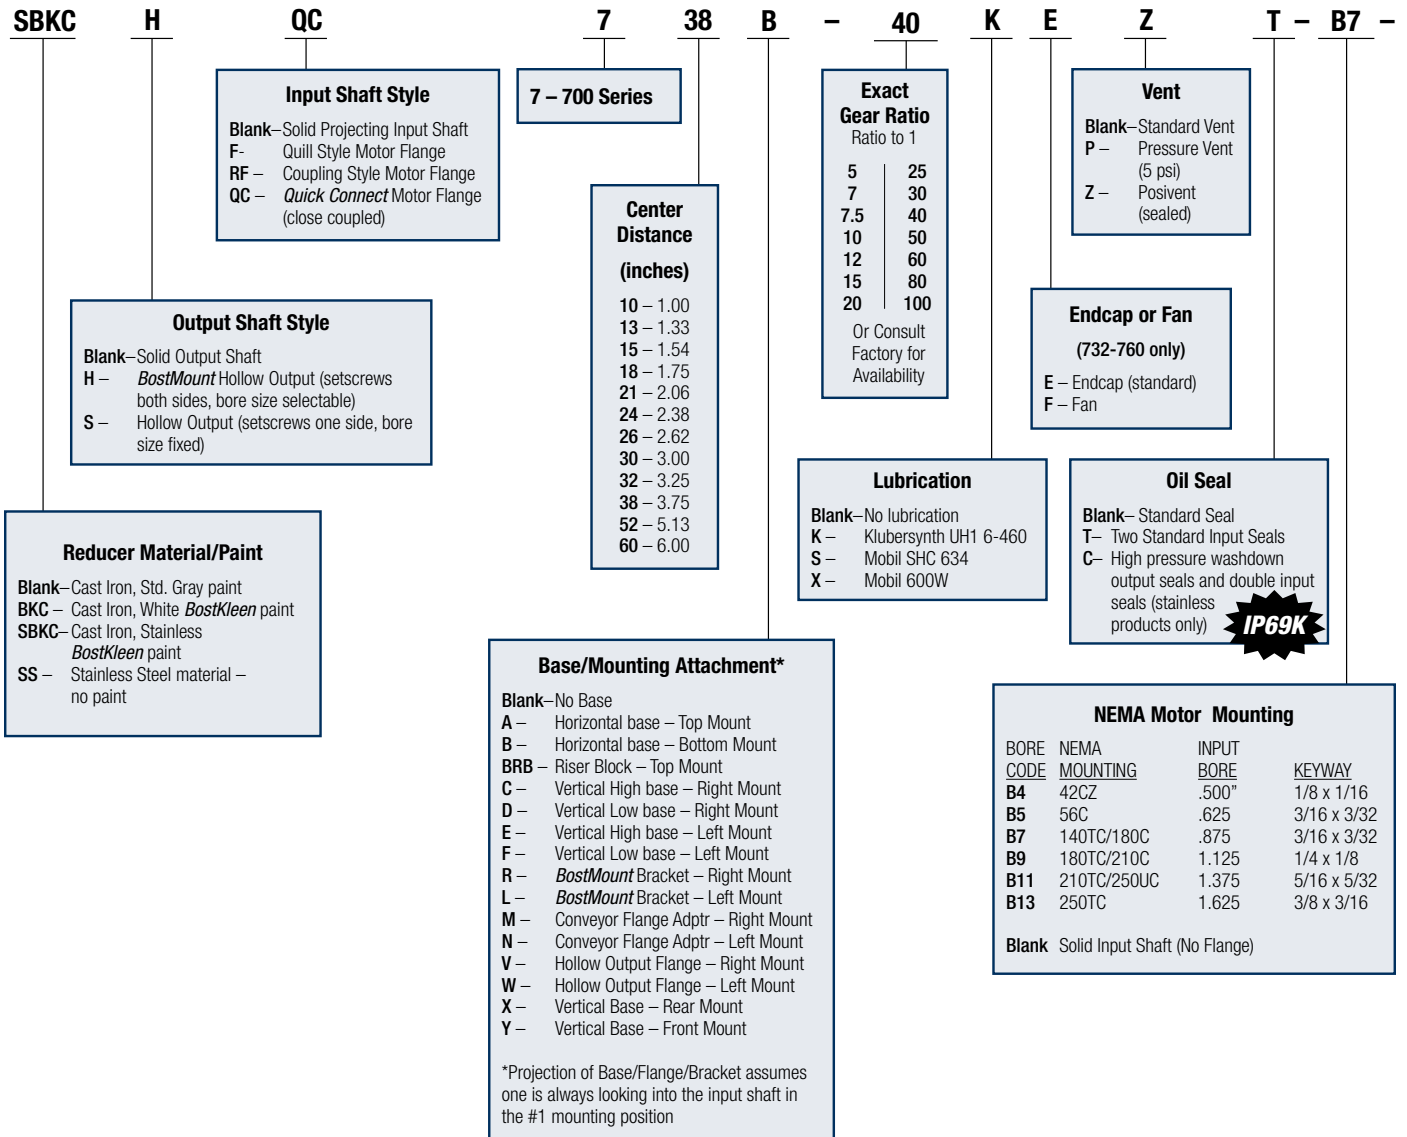 SBKC H QC 7 38 B – 40 K E Z T – B7 –
Input Shaft Style
Blank–Solid Projecting Input Shaft
F- Quill Style Motor Flange
RF – Coupling Style Motor Flange
QC – Quick Connect Motor Flange
(close coupled)
7 – 700 Series
Exact
Gear Ratio
Ratio to 1
5 25
7 30
7.5 40
10 50
12 60
15 80
20 100
Or Consult
Factory for
Availability
Vent
Blank–Standard Vent
P – Pressure Vent
(5 psi)
Z – Posivent
(sealed)
Center
Distance
(inches)
10 – 1.00
13 – 1.33
15 – 1.54
18 – 1.75
21 – 2.06
24 – 2.38
26 – 2.62
30 – 3.00
32 – 3.25
38 – 3.75
52 – 5.13
60 – 6.00
Output Shaft Style
Blank–Solid Output Shaft
H – BostMount Hollow Output (setscrews
both sides, bore size selectable)
S – Hollow Output (setscrews one side, bore
size fixed)
Endcap or Fan
(732-760 only)
E – Endcap (standard)
F – Fan
Lubrication
Blank–No lubrication
K – Klubersynth UH1 6-460
S – Mobil SHC 634
X – Mobil 600W
Oil Seal
Blank– Standard Seal
T– Two Standard Input Seals
C– High pressure washdown
output seals and double input
seals (stainless
products only)
IP69K
Reducer Material/Paint
Blank–Cast Iron, Std. Gray paint
BKC – Cast Iron, White BostKleen paint
SBKC–Cast Iron, Stainless
BostKleen paint
SS – Stainless Steel material –
no paint
Base/Mounting Attachment*
Blank–No Base
A – Horizontal base – Top Mount
B – Horizontal base – Bottom Mount
BRB – Riser Block – Top Mount
C – Vertical High base – Right Mount
D – Vertical Low base – Right Mount
E – Vertical High base – Left Mount
F – Vertical Low base – Left Mount
R – BostMount Bracket – Right Mount
L – BostMount Bracket – Left Mount
M – Conveyor Flange Adptr – Right Mount
N – Conveyor Flange Adptr – Left Mount
V – Hollow Output Flange – Right Mount
W – Hollow Output Flange – Left Mount
X – Vertical Base – Rear Mount
Y – Vertical Base – Front Mount
*Projection of Base/Flange/Bracket assumes
one is always looking into the input shaft in
the #1 mounting position
NEMA Motor Mounting
BORE NEMA INPUT
CODE MOUNTING BORE KEYWAY
B4 42CZ .500” 1/8 x 1/16
B5 56C .625 3/16 x 3/32
B7 140TC/180C .875 3/16 x 3/32
B9 180TC/210C 1.125 1/4 x 1/8
B11 210TC/250UC 1.375 5/16 x 5/32
B13 250TC 1.625 3/8 x 3/16
Blank Solid Input Shaft (No Flange)